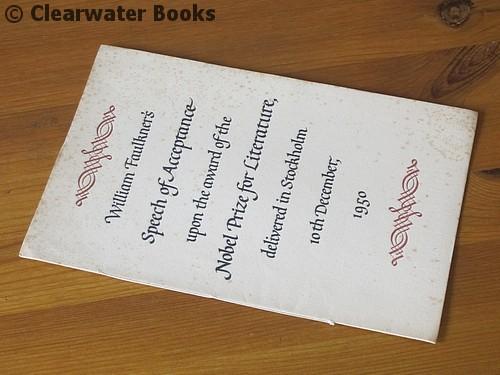 © Clearwater Books
William Faulkner's
Speech of Acceptance
upon the award of the
Nobel Prize for Literature,
delivered in Stockholm
10th December,
1950